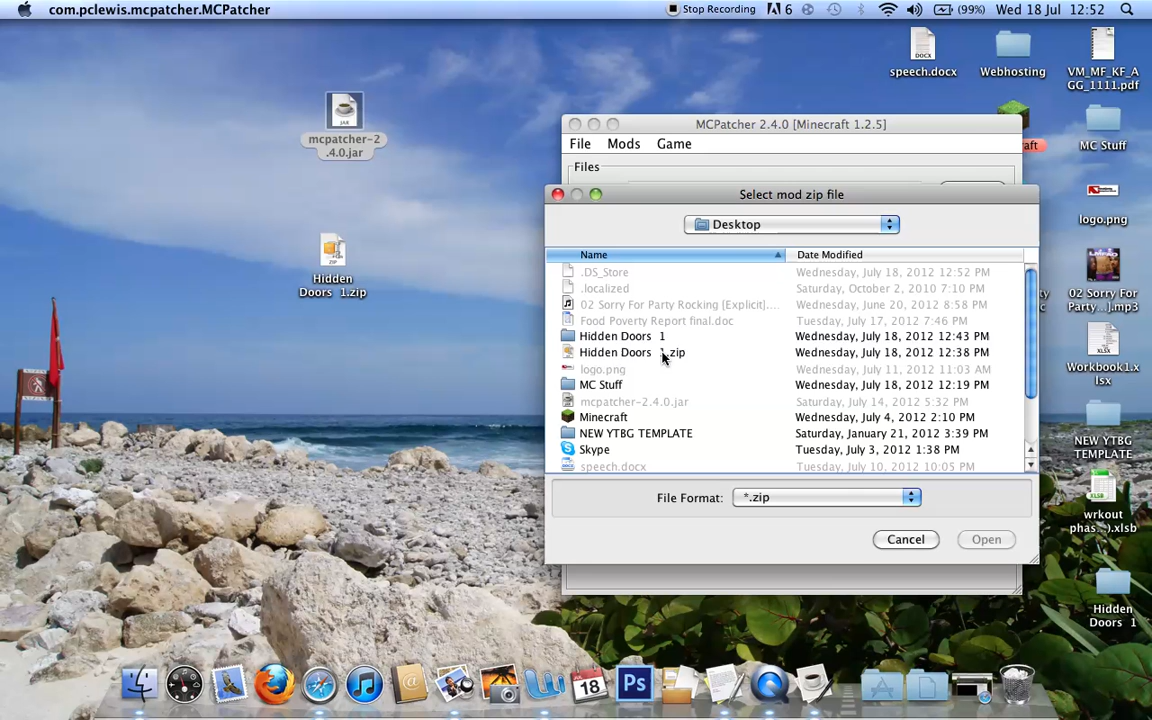 com.pclewis.mcpatcher.MCPatcher
Stop Recording
6
(99%)
Wed 18 Jul 12:52
speech.docx
Webhosting
VM_MF_KF_A
GG_1111.pdf
JAR
mcpatcher-2
.4.0.jar
MCPatcher 2.4.0 [Minecraft 1.2.5]
File Mods Game
Files
MC Stuff
Select mod zip file
Desktop
logo.png
ZIP
Hidden
Doors 1.zip
Name Date Modified
.DS_Store Wednesday, July 18, 2012 12:52 PM
.localized Saturday, October 2, 2010 7:10 PM
02 Sorry For Party Rocking [Explicit].... Wednesday, June 20, 2012 8:58 PM
Food Poverty Report final.doc Tuesday, July 17, 2012 7:46 PM
Hidden Doors 1 Wednesday, July 18, 2012 12:43 PM
Hidden Doors 1.zip Wednesday, July 18, 2012 12:38 PM
logo.png Wednesday, July 11, 2012 11:03 AM
MC Stuff Wednesday, July 18, 2012 12:19 PM
mcpatcher-2.4.0.jar Saturday, July 14, 2012 5:32 PM
Minecraft Wednesday, July 4, 2012 2:10 PM
NEW YTBG TEMPLATE Saturday, January 21, 2012 3:39 PM
Skype Tuesday, July 3, 2012 1:38 PM
speech.docx Tuesday, July 10, 2012 10:05 PM
02 Sorry For
Party ...].mp3
XLSX
Workbook1.x
lsx
NEW YTBG
TEMPLATE
File Format: *.zip
Cancel Open
wrkout
phas...).xlsb
Hidden
Doors 1
18
Ps